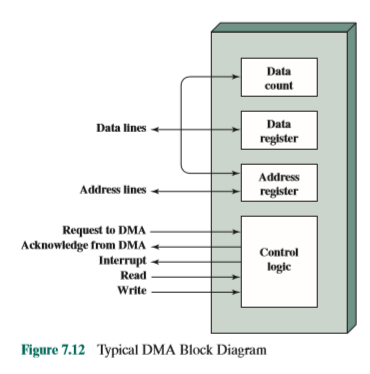 Data
count
Data lines
Data
register
Address lines
Address
register
Request to DMA
Acknowledge from DMA
Interrupt
Read
Write
Control
logic
Figure 7.12 Typical DMA Block Diagram